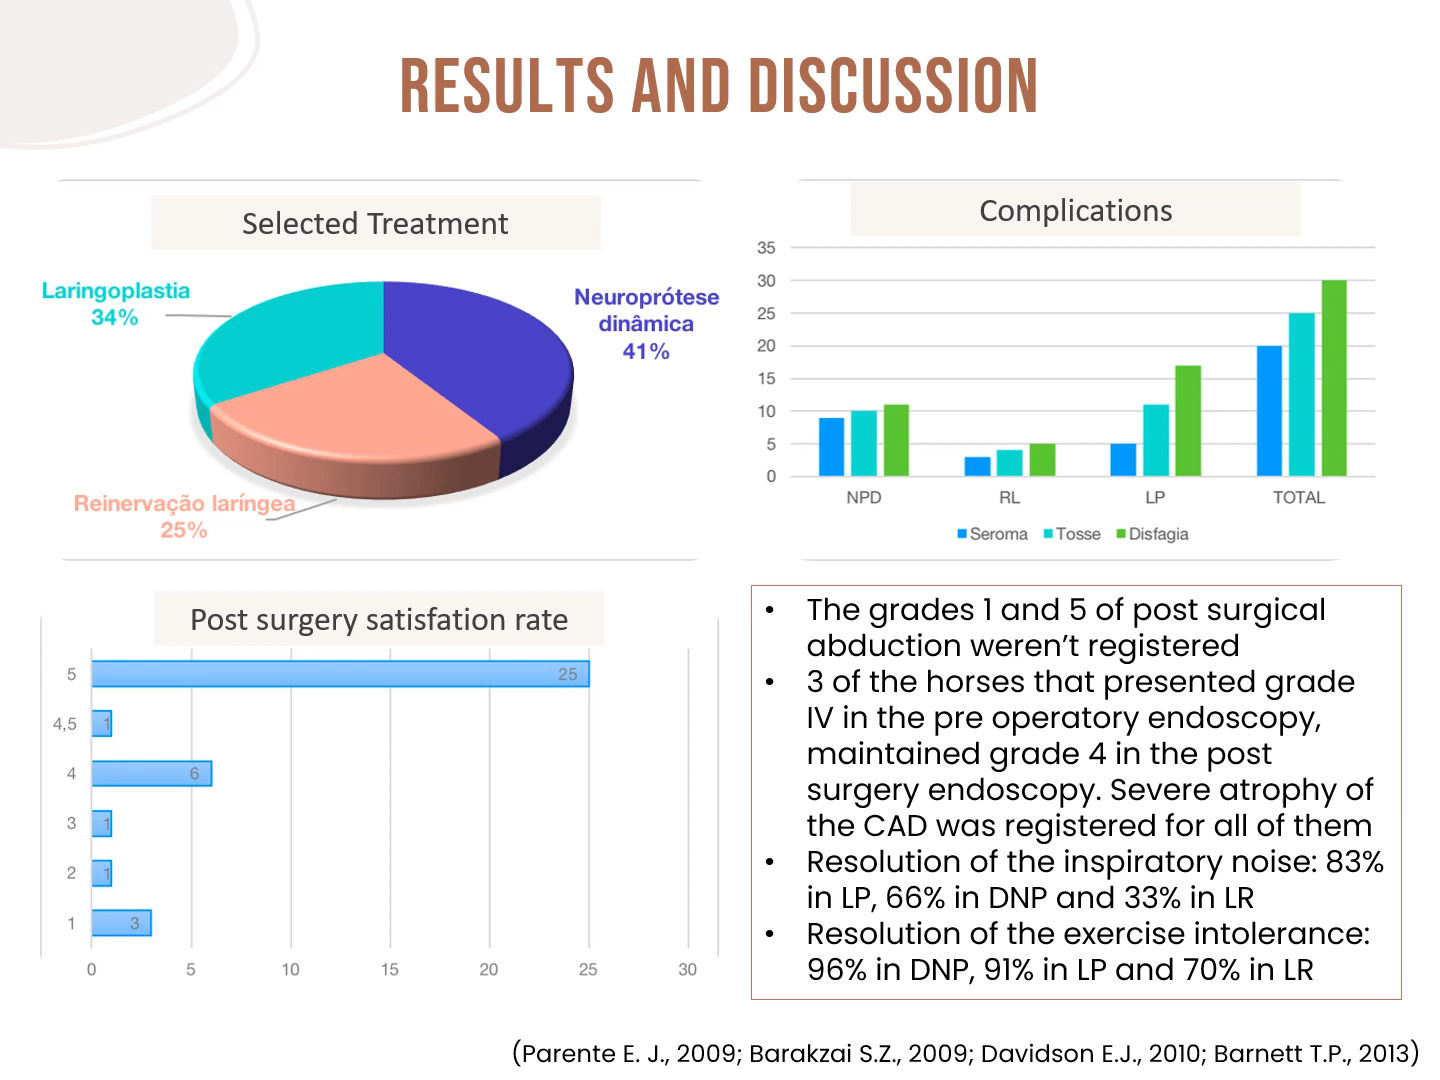 RESULTS AND DISCUSSION
Selected Treatment
Laringoplastia
34%
Neuroprótese
dinâmica
41%
Reinervação laríngea
25%
Complications
35
30
25
20
15
10
5
0
NPD
RL
LP
TOTAL
Seroma
Tosse
Disfagia
Post surgery satisfation rate
5
25
4,5
1
4
6
3
1
2
1
1
3
0
5
10
15
20
25
30
• The grades 1 and 5 of post surgical
abduction weren’t registered
• 3 of the horses that presented grade
IV in the pre operatory endoscopy,
maintained grade 4 in the post
surgery endoscopy. Severe atrophy of
the CAD was registered for all of them
• Resolution of the inspiratory noise: 83%
in LP, 66% in DNP and 33% in LR
• Resolution of the exercise intolerance:
96% in DNP, 91% in LP and 70% in LR
(Parente E. J., 2009; Barakzai S.Z., 2009; Davidson E.J., 2010; Barnett T.P., 2013)